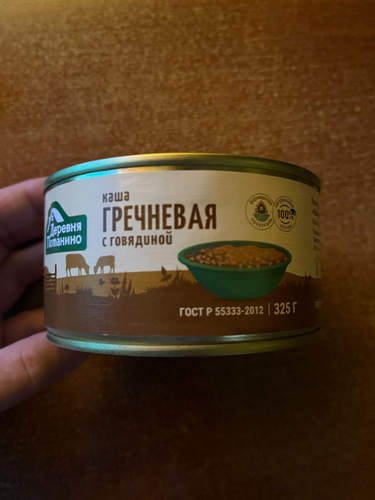 Деревня
Потанино
каша
ГРЕЧНЕВАЯ
с говядиной
100%
ГОСТ Р 55333-2012 | 325 Г